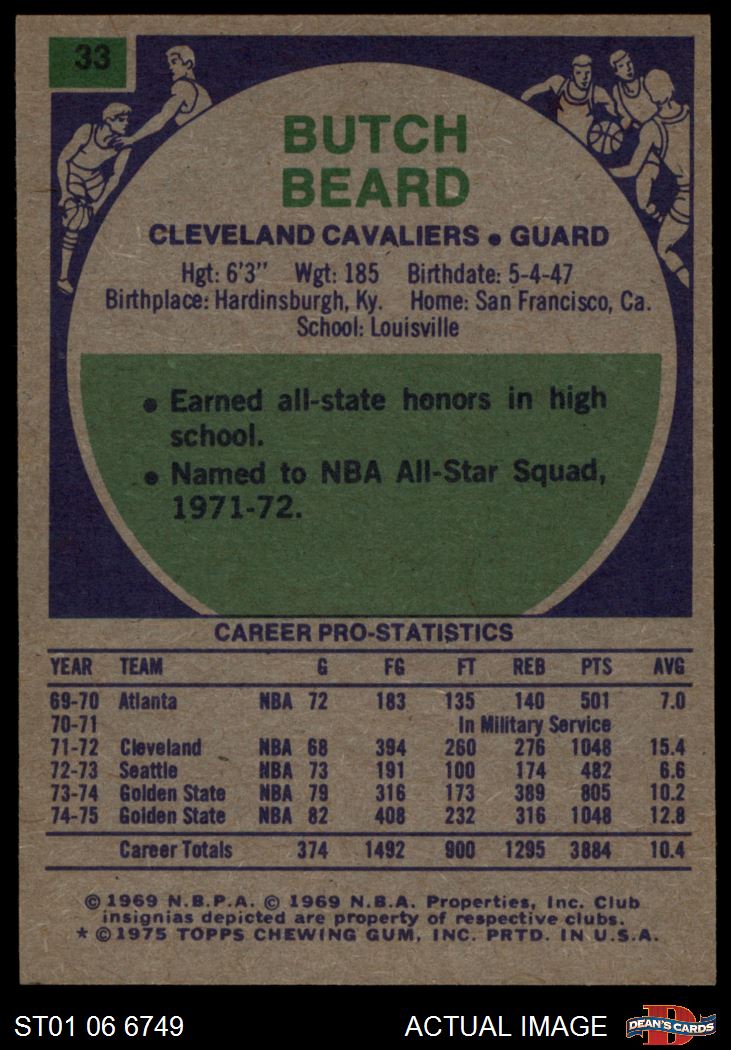 33
BUTCH
BEARD
CLEVELAND CAVALIERS • GUARD
Hgt: 6'3" Wgt: 185 Birthdate: 5-4-47
Birthplace: Hardinsburgh, Ky. Home: San Francisco, Ca.
School: Louisville
• Earned all-state honors in high
school.
• Named to NBA All-Star Squad,
1971-72.
CAREER PRO-STATISTICS
YEAR TEAM G FG FT REB PTS AVG
69-70 Atlanta NBA 72 183 135 140 501 7.0
70-71 In Military Service
71-72 Cleveland NBA 68 394 260 276 1048 15.4
72-73 Seattle NBA 73 191 100 174 482 6.6
73-74 Golden State NBA 79 316 173 389 805 10.2
74-75 Golden State NBA 82 408 232 316 1048 12.8
Career Totals 374 1492 900 1295 3884 10.4
© 1969 N.B.P.A. © 1969 N.B.A. Properties, Inc. Club
insignias depicted are property of respective clubs.
* © 1975 TOPPS CHEWING GUM, INC. PRTD. IN U.S.A.
ST01 06 6749 ACTUAL IMAGE D DEAN'S CARDS